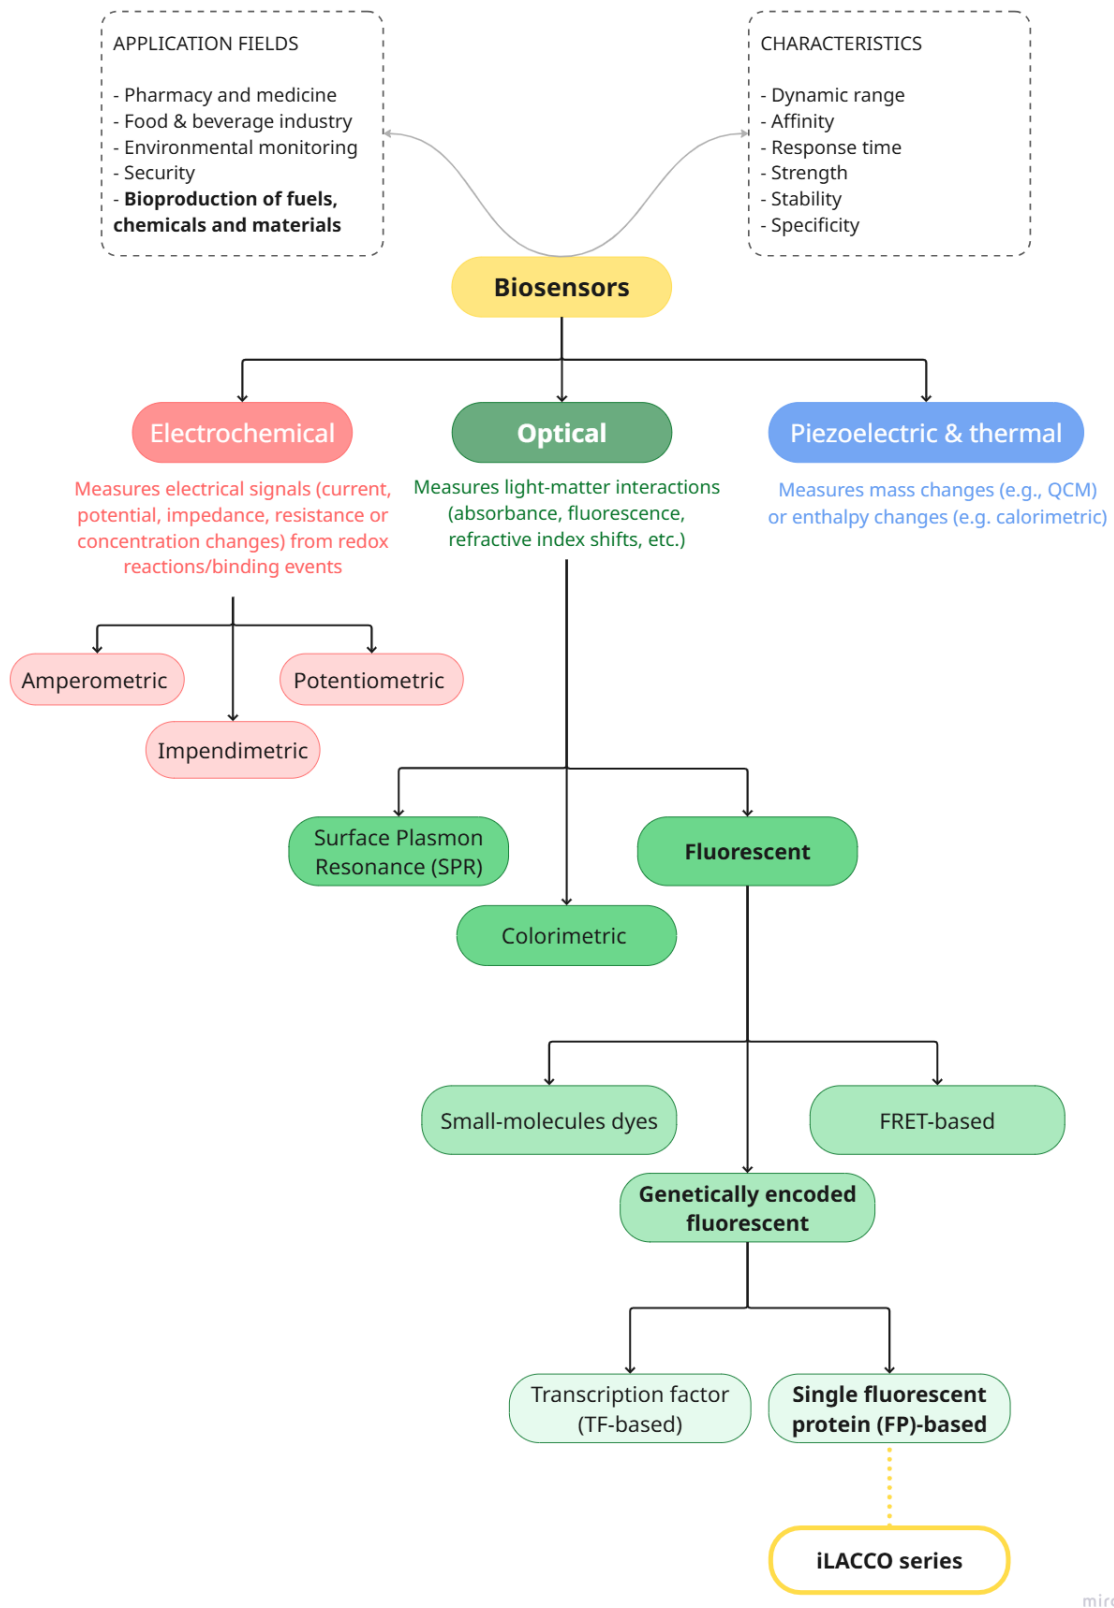 APPLICATION FIELDS
- Pharmacy and medicine
- Food & beverage industry
- Environmental monitoring
- Security
- Bioproduction of fuels,
chemicals and materials
CHARACTERISTICS
- Dynamic range
- Affinity
- Response time
- Strength
- Stability
- Specificity
Biosensors
Electrochemical
Measures electrical signals (current,
potential, impedance, resistance or
concentration changes) from redox
reactions/binding events
Optical
Measures light-matter interactions
(absorbance, fluorescence,
refractive index shifts, etc.)
Piezoelectric & thermal
Measures mass changes (e.g., QCM)
or enthalpy changes (e.g. calorimetric)
Amperometric
Potentiometric
Impendimetric
Surface Plasmon
Resonance (SPR)
Fluorescent
Colorimetric
Small-molecules dyes
FRET-based
Genetically encoded
fluorescent
Transcription factor
(TF-based)
Single fluorescent
protein (FP)-based
iLACCO series